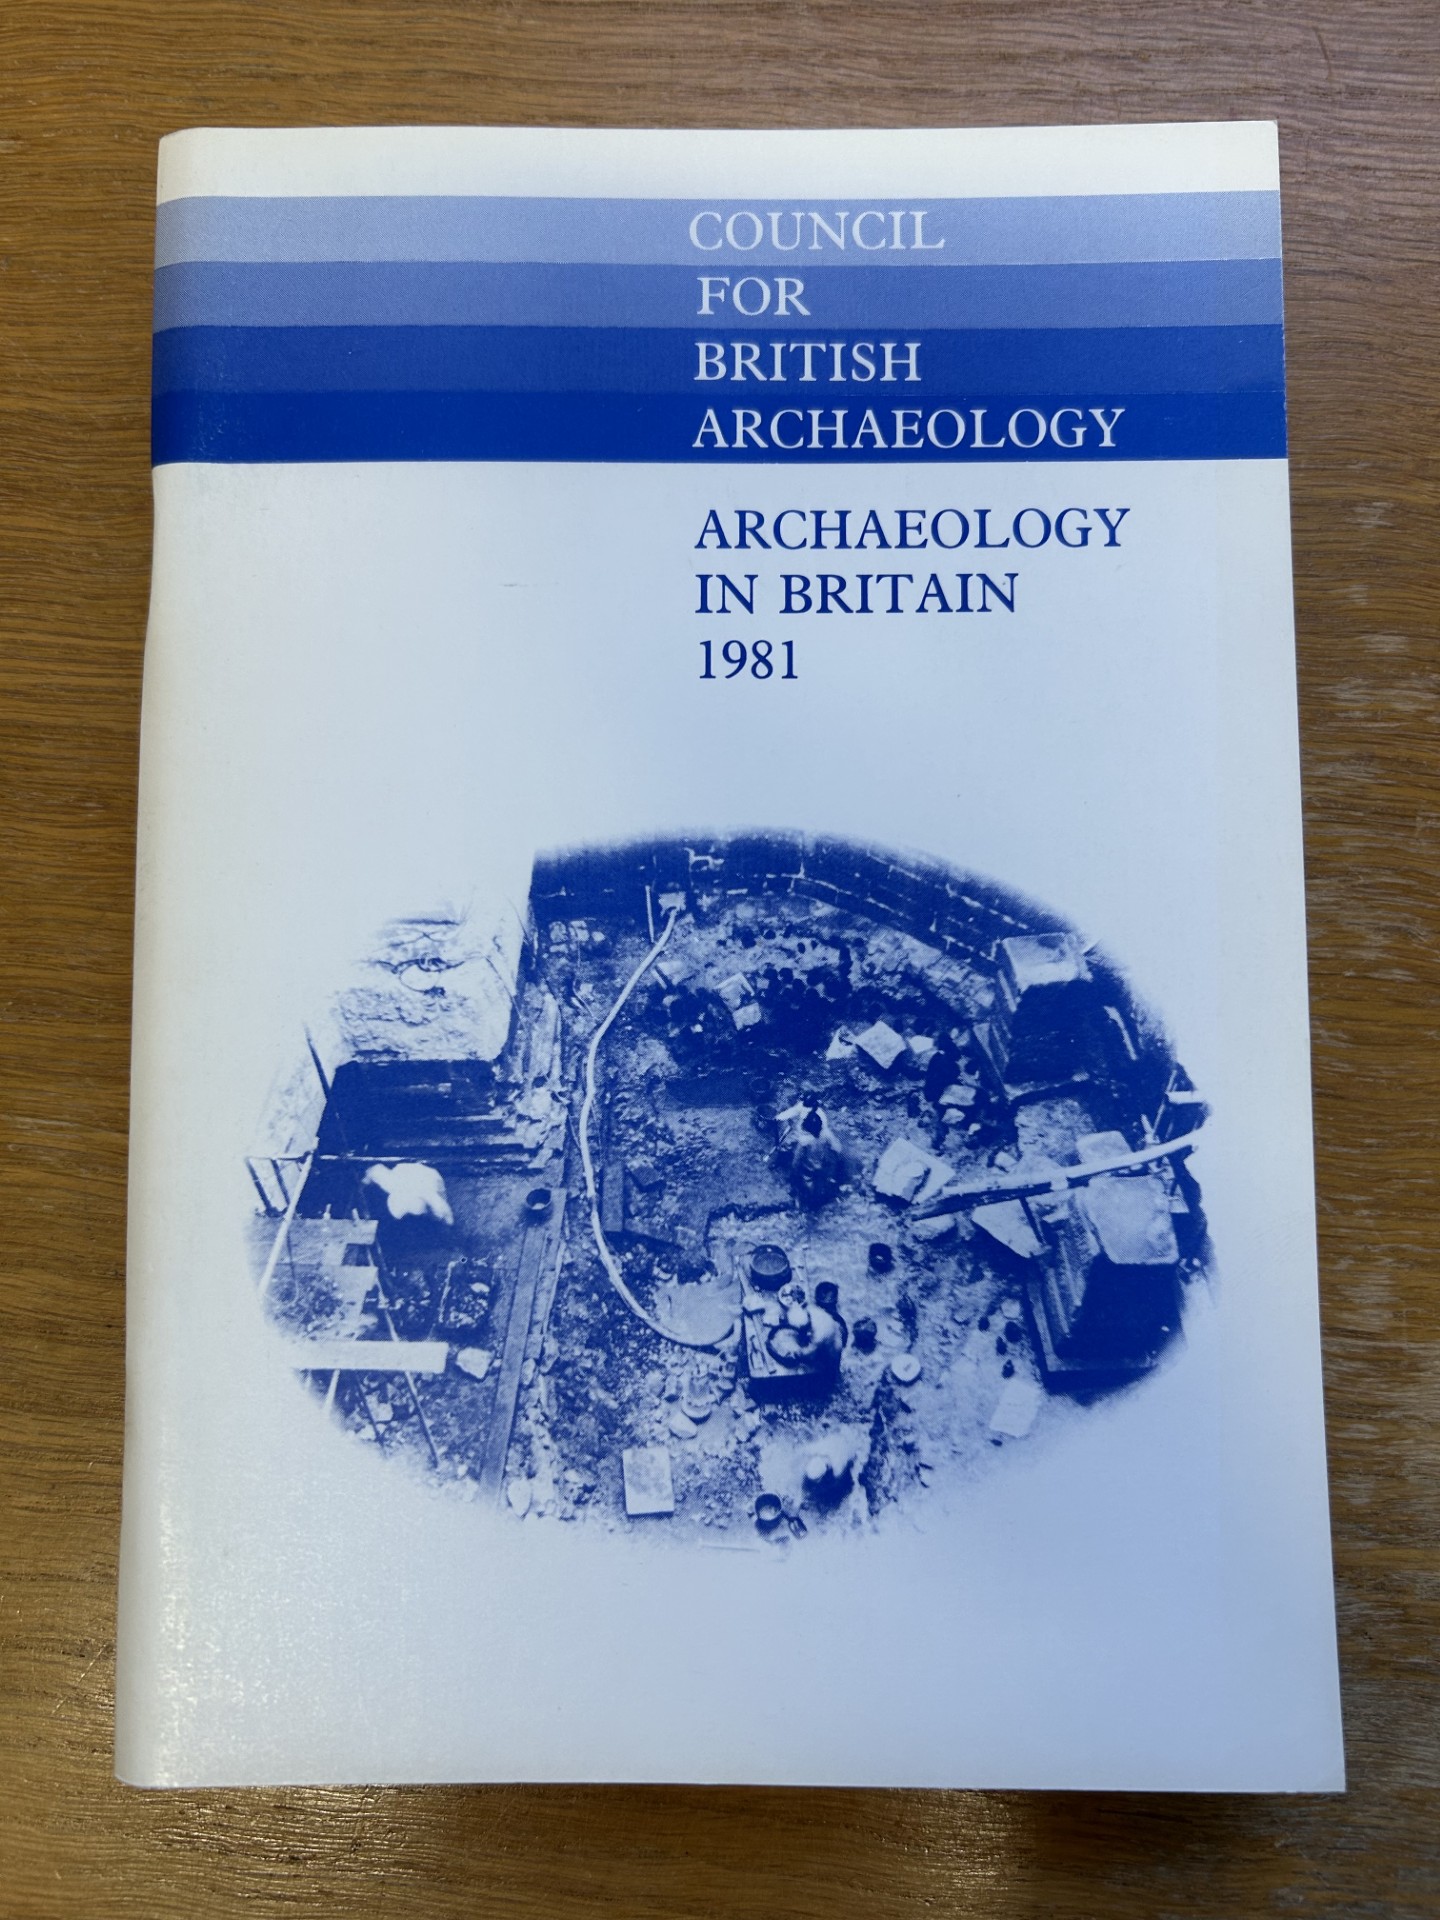 COUNCIL
FOR
BRITISH
ARCHAEOLOGY
ARCHAEOLOGY
IN BRITAIN
1981